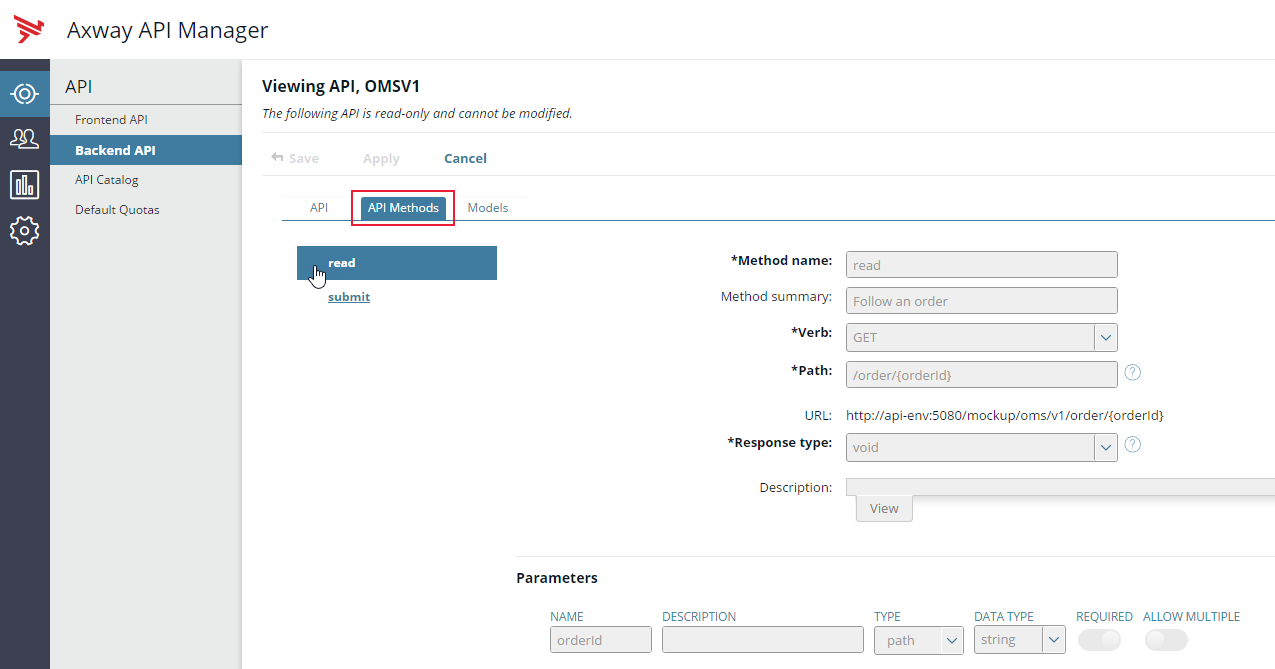 Axway API Manager
API
Frontend API
Backend API
API Catalog
Default Quotas
Viewing API, OMSV1
The following API is read-only and cannot be modified.
Save Apply Cancel
API API Methods Models
read
submit
*Method name: read
Method summary: Follow an order
*Verb: GET
*Path: /order/{orderId} ?
URL: http://api-env:5080/mockup/oms/v1/order/{orderId}
*Response type: void ?
Description:
View
Parameters
NAME DESCRIPTION TYPE DATA TYPE REQUIRED ALLOW MULTIPLE
orderId path string